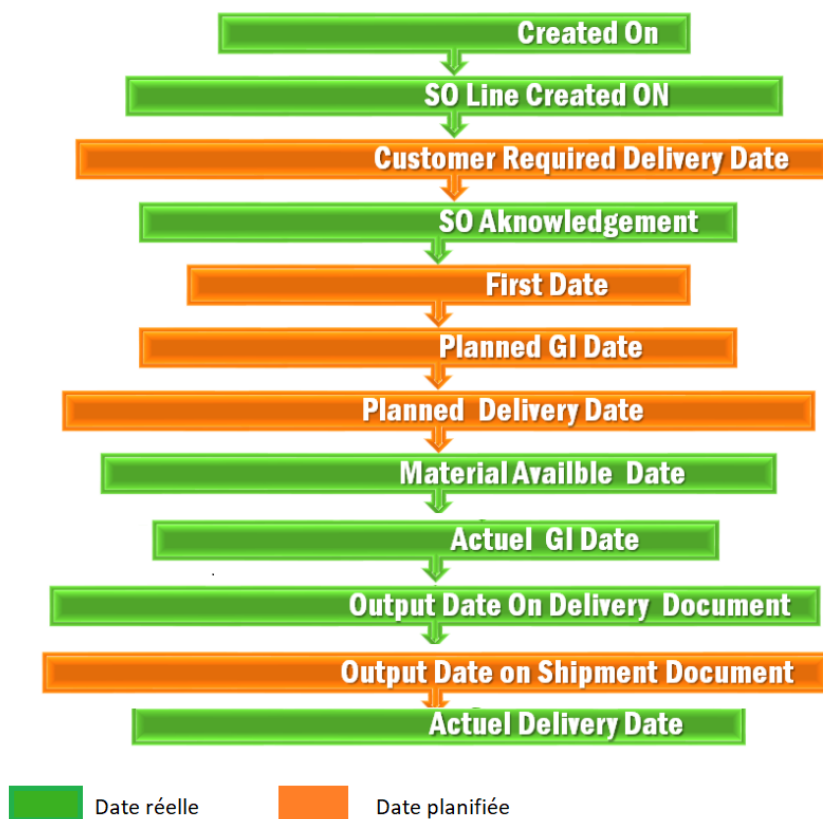 Created On
SO Line Created ON
Customer Required Delivery Date
SO Aknowledgement
First Date
Planned GI Date
Planned Delivery Date
Material Availble Date
Actuel GI Date
Output Date On Delivery Document
Output Date on Shipment Document
Actuel Delivery Date
Date réelle
Date planifiée